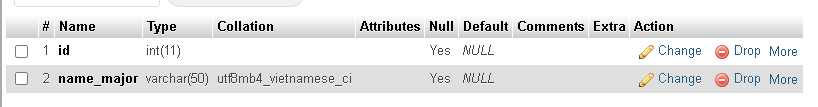 # Name Type Collation Attributes Null Default Comments Extra Action
1 id int(11) Yes NULL Change Drop More
2 name_major varchar(50) utf8mb4_vietnamese_ci Yes NULL Change Drop More